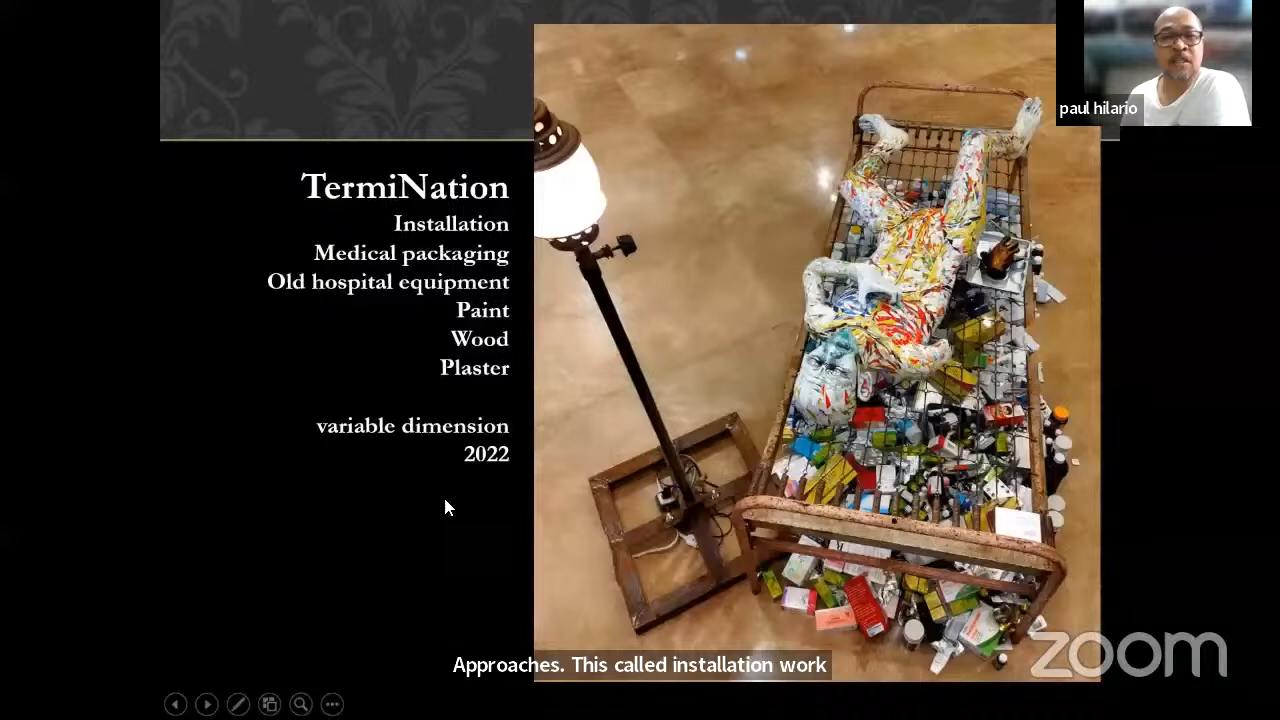 paul hilario
TermiNation
Installation
Medical packaging
Old hospital equipment
Paint
Wood
Plaster
variable dimension
2022
Approaches. This called installation work
zoom